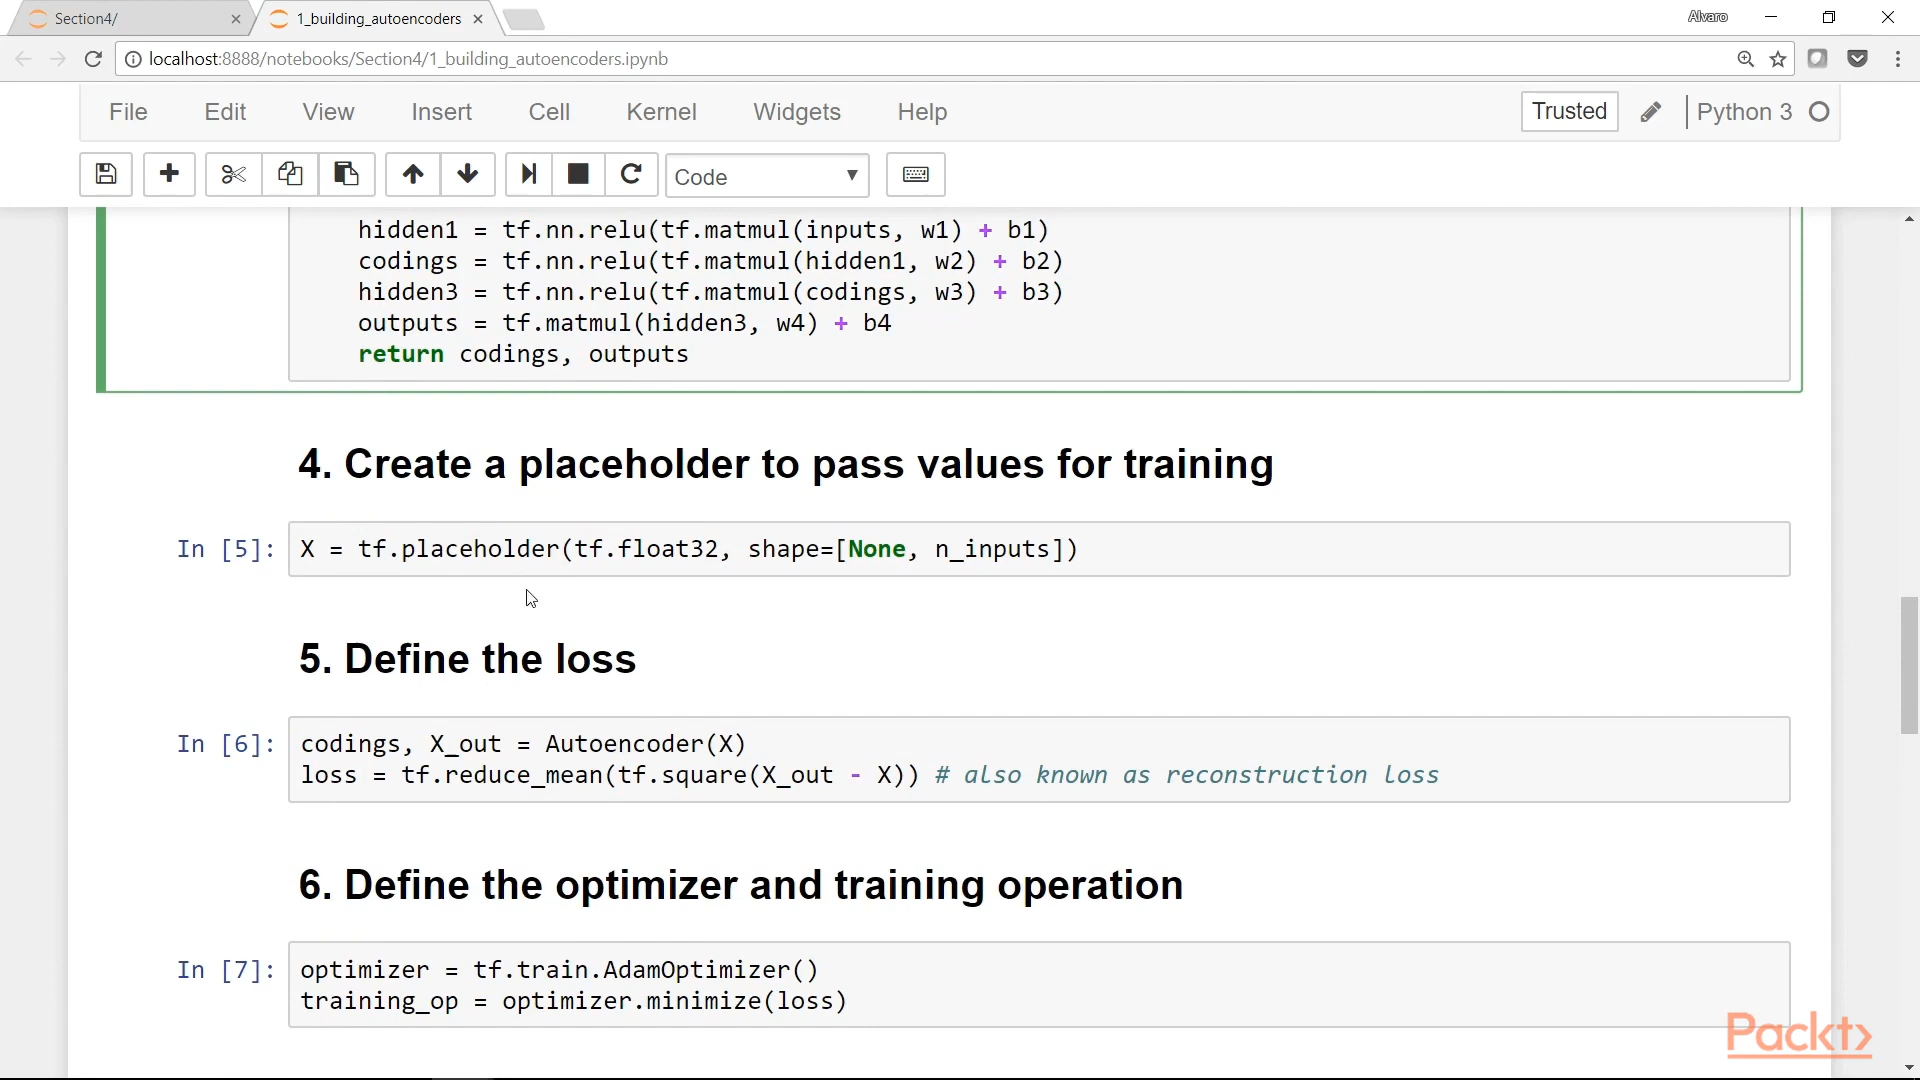 Section4/
1_building_autoencoders
Alvaro
localhost:8888/notebooks/Section4/1_building_autoencoders.ipynb
File Edit View Insert Cell Kernel Widgets Help Trusted Python 3
Code
hidden1 = tf.nn.relu(tf.matmul(inputs, w1) + b1)
codings = tf.nn.relu(tf.matmul(hidden1, w2) + b2)
hidden3 = tf.nn.relu(tf.matmul(codings, w3) + b3)
outputs = tf.matmul(hidden3, w4) + b4
return codings, outputs
4. Create a placeholder to pass values for training
In [5]: X = tf.placeholder(tf.float32, shape=[None, n_inputs])
5. Define the loss
In [6]: codings, X_out = Autoencoder(X)
loss = tf.reduce_mean(tf.square(X_out - X)) # also known as reconstruction loss
6. Define the optimizer and training operation
In [7]: optimizer = tf.train.AdamOptimizer()
training_op = optimizer.minimize(loss)
Packt>